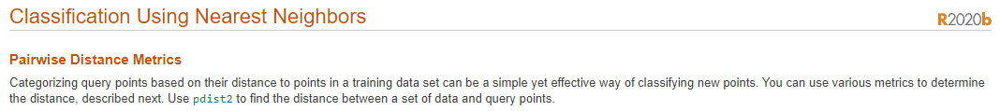 Classification Using Nearest Neighbors
R2020b
Pairwise Distance Metrics
Categorizing query points based on their distance to points in a training data set can be a simple yet effective way of classifying new points. You can use various metrics to determine
the distance, described next. Use pdist2 to find the distance between a set of data and query points.